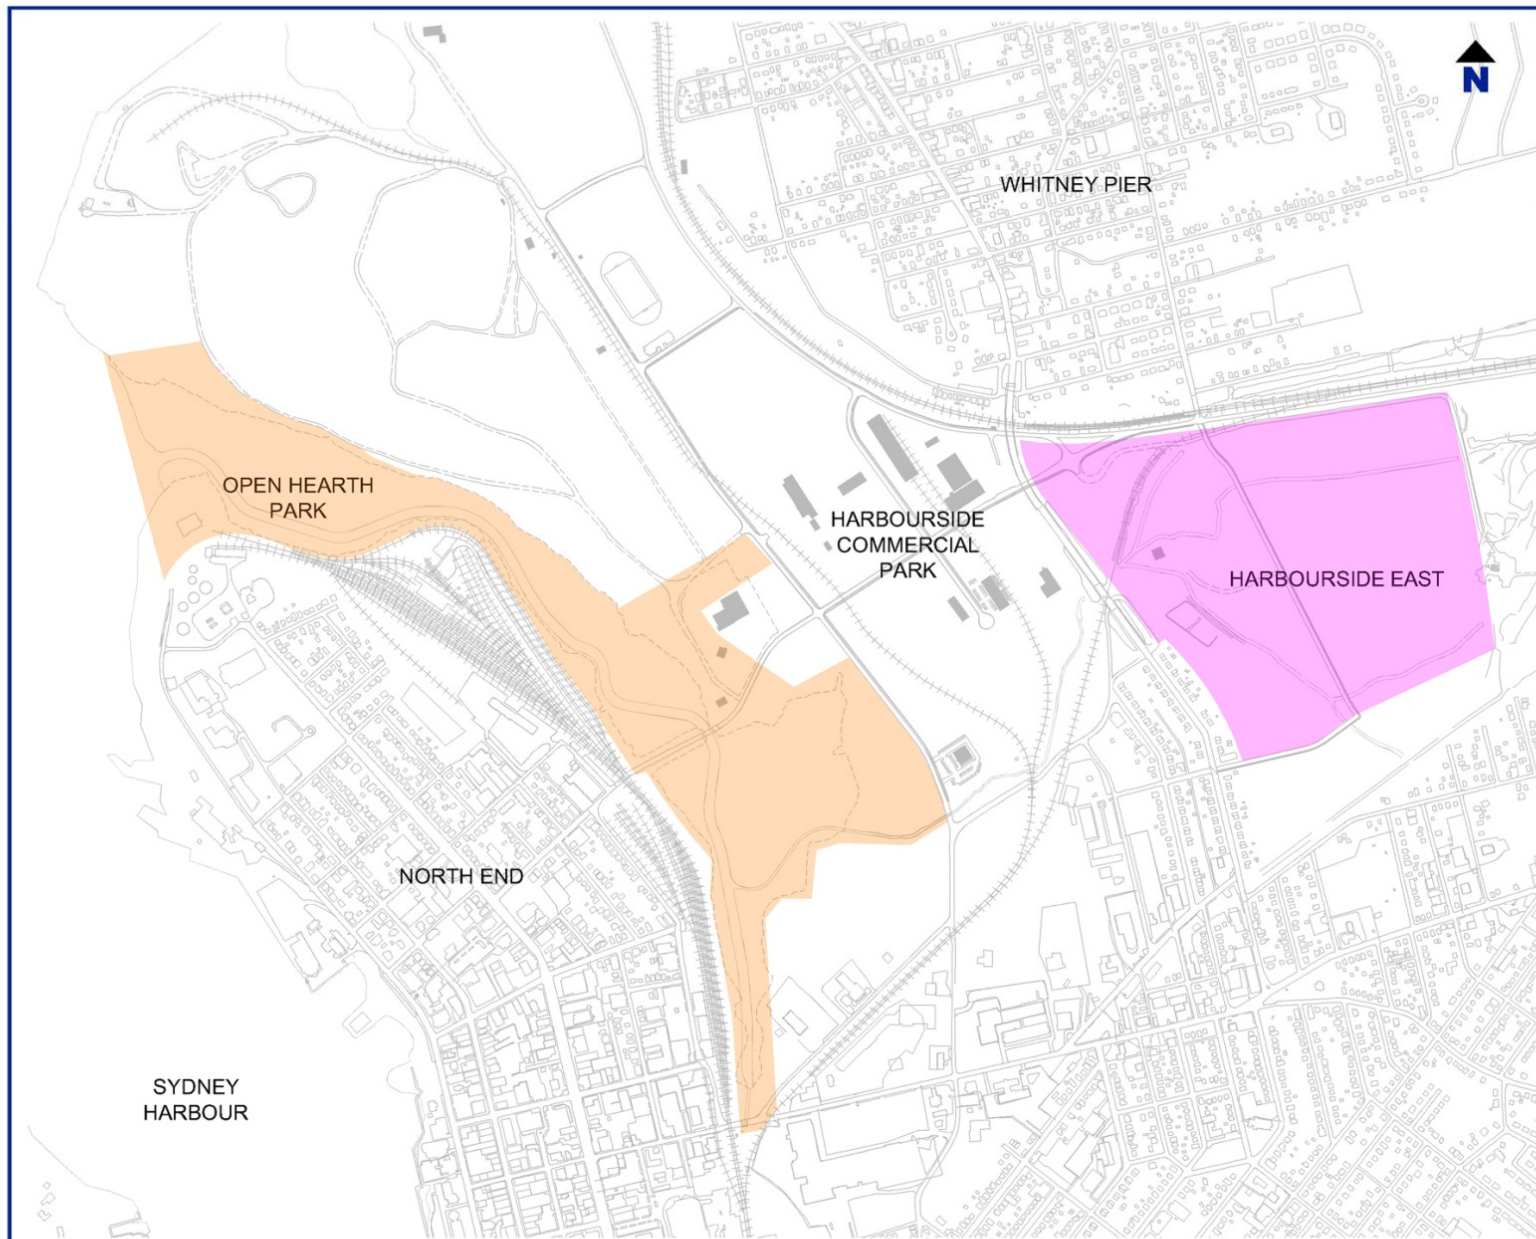 N
WHITNEY PIER
OPEN HEARTH
PARK
HARBOURSIDE
COMMERCIAL
PARK
HARBOURSIDE EAST
NORTH END
SYDNEY
HARBOUR